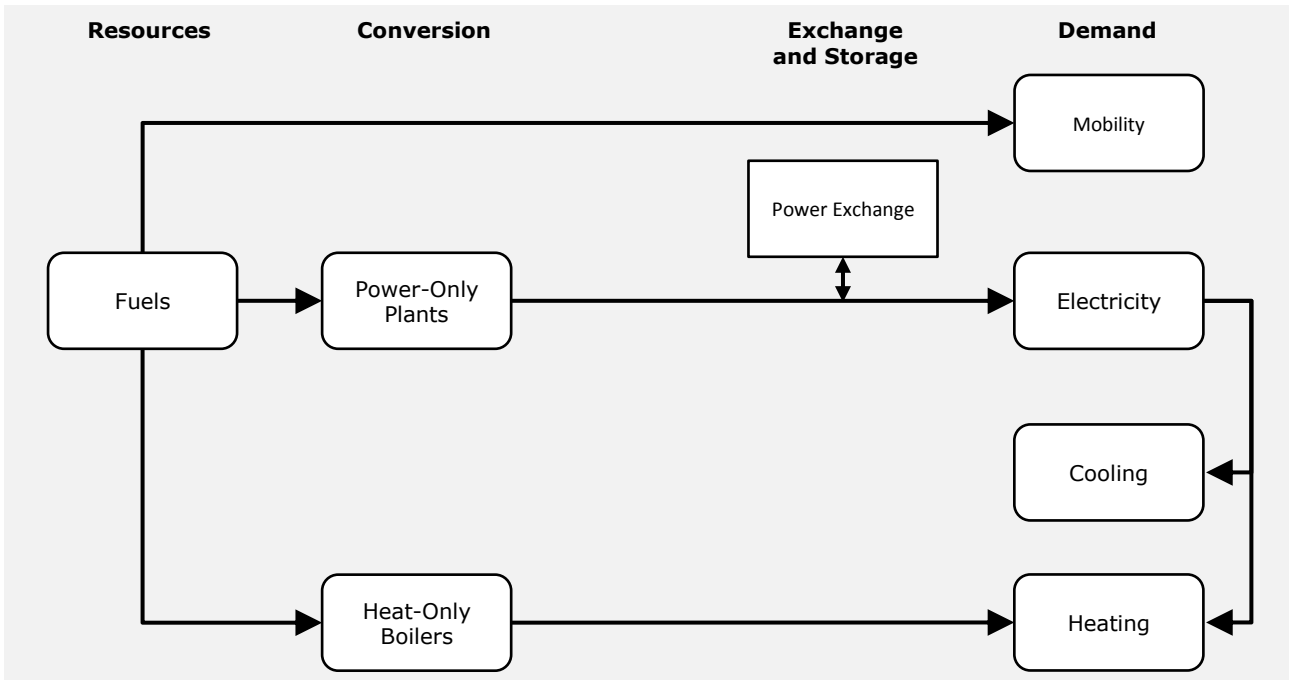 Resources
Conversion
Exchange
and Storage
Demand
Mobility
Power Exchange
Fuels
Power-Only
Plants
Electricity
Cooling
Heat-Only
Boilers
Heating